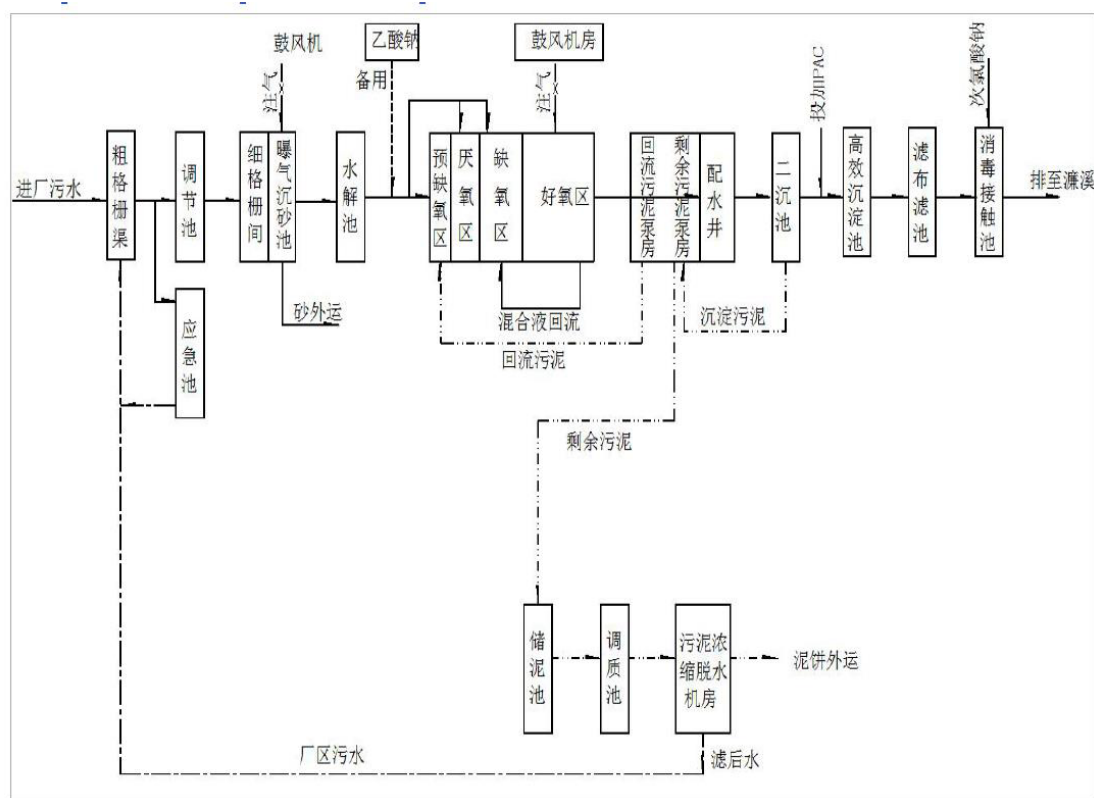 鼓风机
乙酸钠
鼓风机房
备用
注气
注气
投加PAC
次氯酸钠
进厂污水
粗格栅渠
调节池
细格栅间
曝气沉砂池
水解池
预缺氧区
厌氧区
缺氧区
好氧区
回流污泥泵房
剩余污泥泵房
配水井
二沉池
高效沉淀池
滤布滤池
消毒接触池
排至濂溪
砂外运
混合液回流
沉淀污泥
回流污泥
应急池
剩余污泥
储泥池
调质池
污泥浓
缩脱水
机房
泥饼外运
厂区污水
滤后水